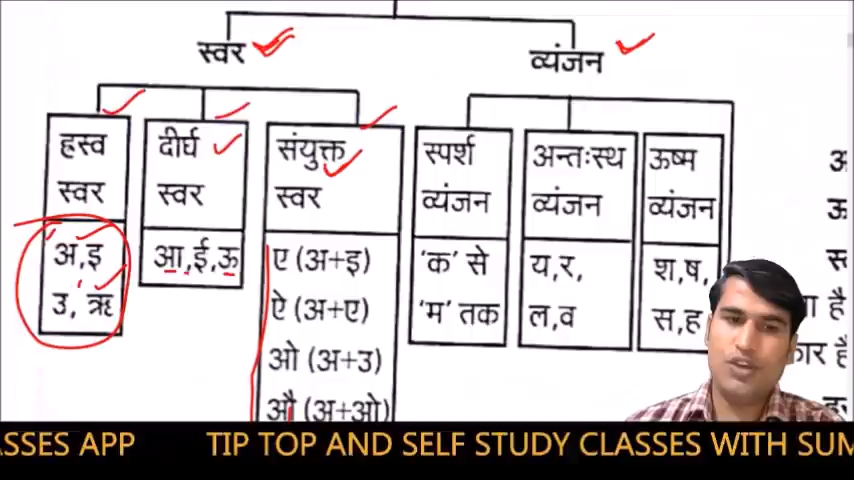 स्वर
व्यंजन
ह्रस्व
स्वर
दीर्घ
स्वर
संयुक्त
स्वर
स्पर्श
व्यंजन
अन्तःस्थ
व्यंजन
ऊष्म
व्यंजन
अ,इ
उ, ऋ
आ,ई,ऊ
ए (अ+इ)
ऐ (अ+ए)
ओ (अ+उ)
औ (अ+ओ)
'क' से
'म' तक
य,र,
ल,व
श,ष,
स,ह
है
कार है
ASSES APP TIP TOP AND SELF STUDY CLASSES WITH SUM